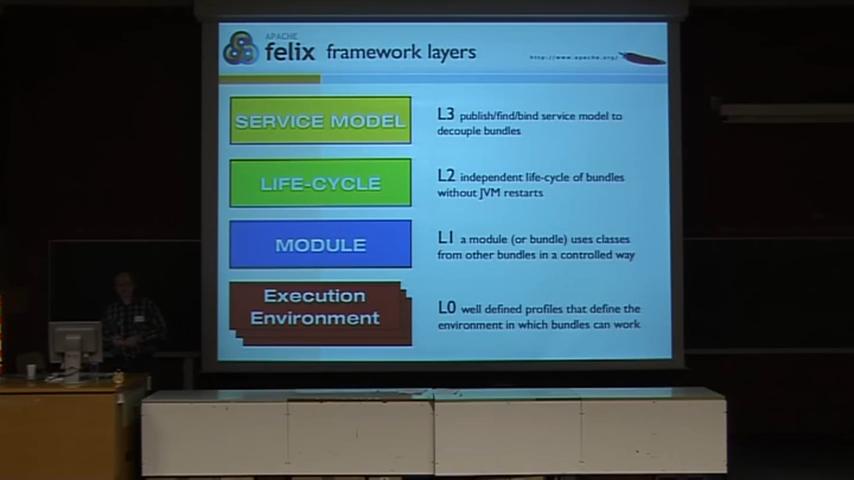 APACHE
felix framework layers
http://www.apache.org/
SERVICE MODEL
L3 publish/find/bind service model to
decouple bundles
LIFE-CYCLE
L2 independent life-cycle of bundles
without JVM restarts
MODULE
L1 a module (or bundle) uses classes
from other bundles in a controlled way
Execution
Environment
L0 well defined profiles that define the
environment in which bundles can work